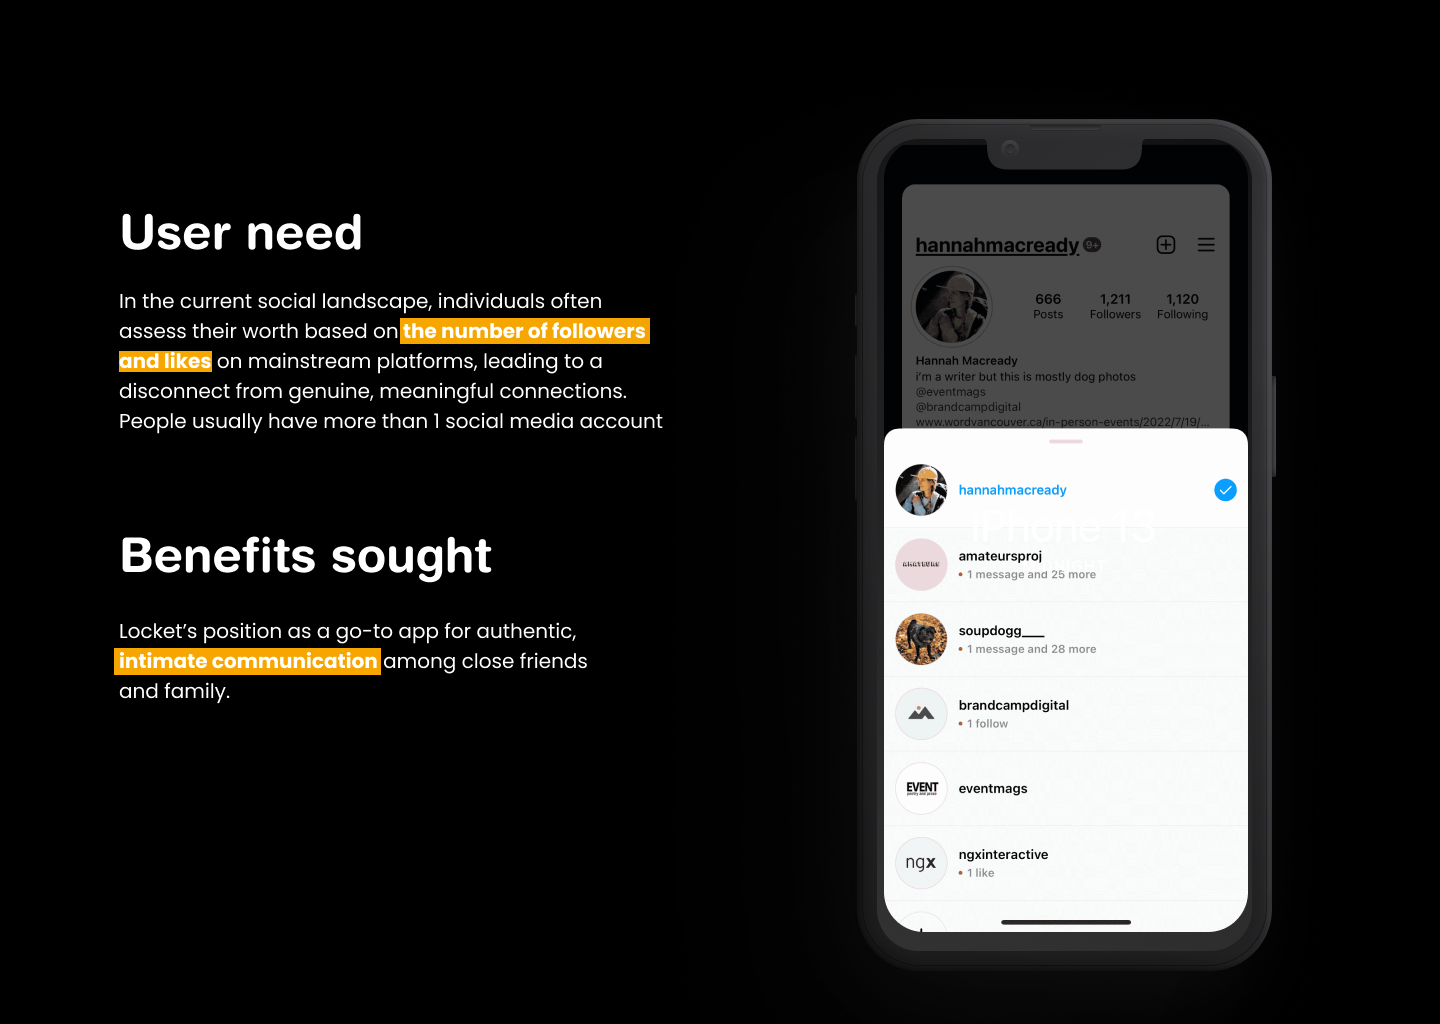 User need
In the current social landscape, individuals often
assess their worth based on the number of followers
and likes on mainstream platforms, leading to a
disconnect from genuine, meaningful connections.
People usually have more than 1 social media account
Benefits sought
Locket’s position as a go-to app for authentic,
intimate communication among close friends
and family.
hannahmacready 9+
666 1,211 1,120
Posts Followers Following
Hannah Macready
i'm a writer but this is mostly dog photos
@eventmags
@brandcampdigital
www.wordvancouver.ca/in-person-events/2022/7/19/...
hannahmacready
iPhone 13
AMATEURS
amateursproj
• 1 message and 25 more
soupdogg___
• 1 message and 28 more
brandcampdigital
• 1 follow
EVENT
poetry and prose
eventmags
ngx
ngxinteractive
• 1 like